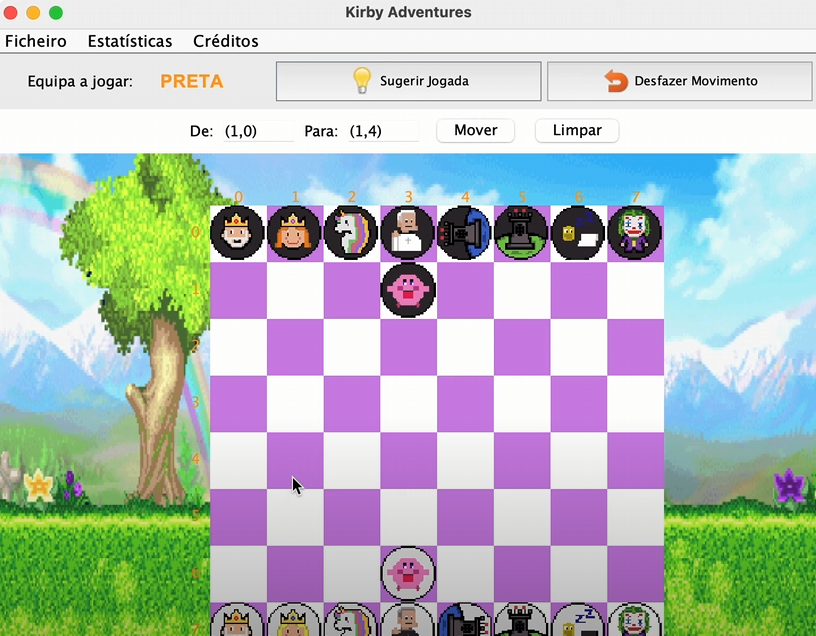 Kirby Adventures
Ficheiro Estatísticas Créditos
Equipa a jogar: PRETA Sugerir Jogada Desfazer Movimento
De: (1,0) Para: (1,4) Mover Limpar
0 1 2 3 4 5 6 7
0
1
2
3
4
5
6
7